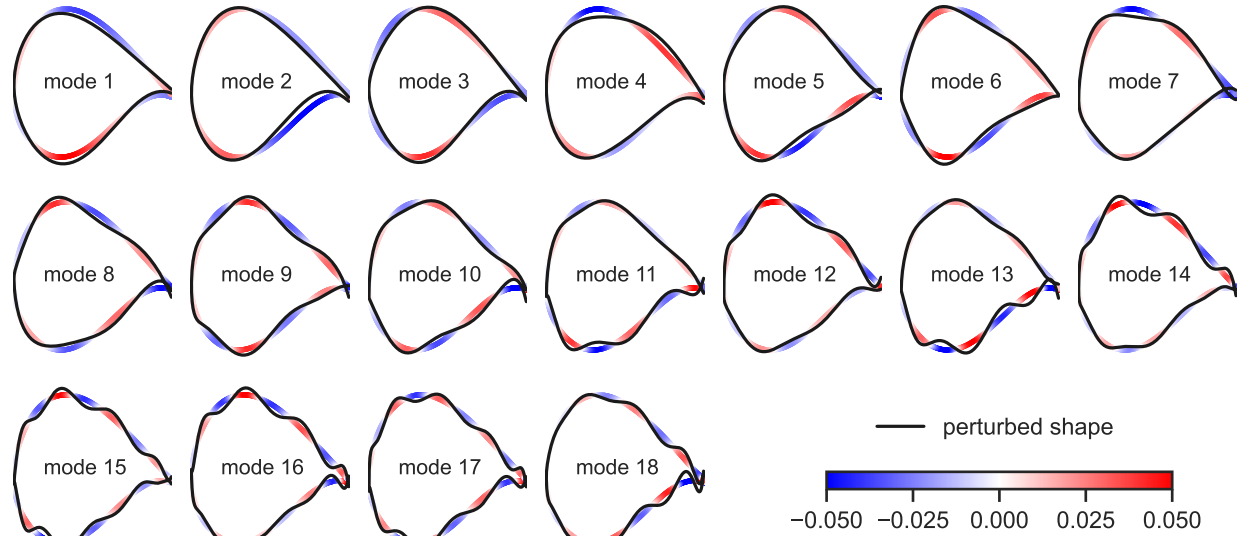 mode 1 mode 2 mode 3 mode 4 mode 5 mode 6 mode 7
mode 8 mode 9 mode 10 mode 11 mode 12 mode 13 mode 14
mode 15 mode 16 mode 17 mode 18
perturbed shape
−0.050 −0.025 0.000 0.025 0.050